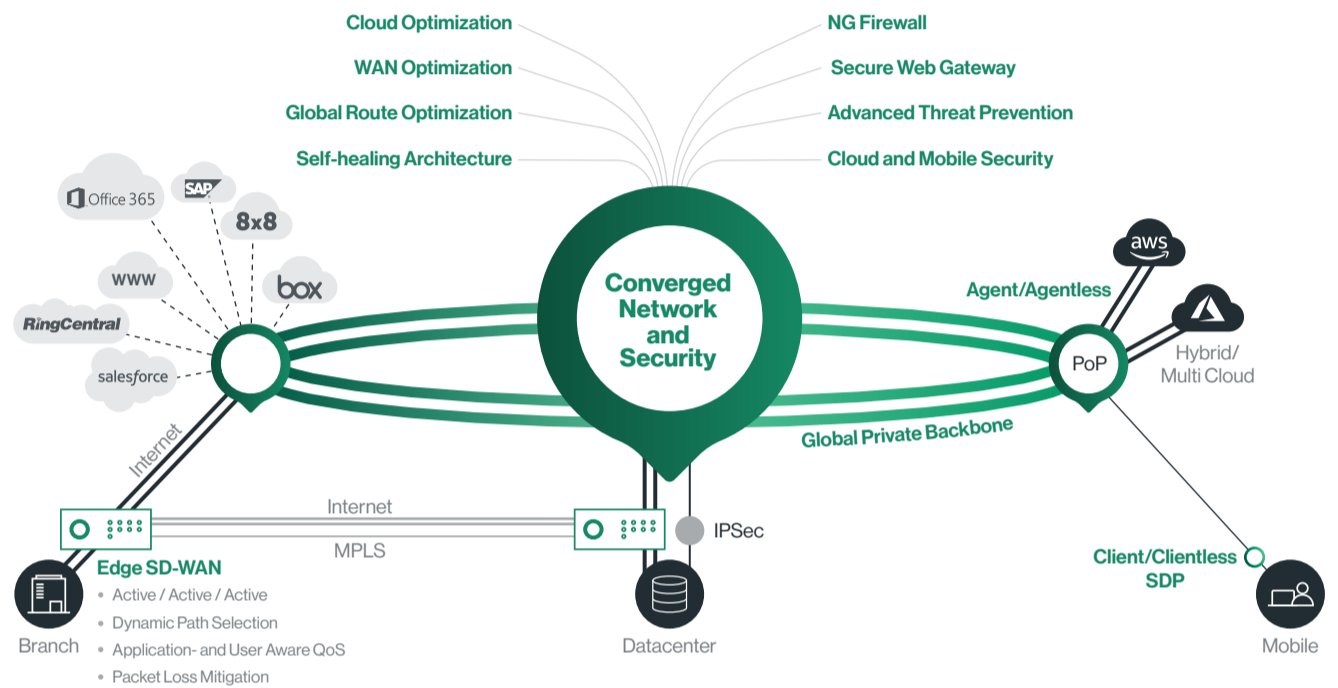 Cloud Optimization
WAN Optimization
Global Route Optimization
Self-healing Architecture
NG Firewall
Secure Web Gateway
Advanced Threat Prevention
Cloud and Mobile Security
Office 365
SAP
8x8
www
box
RingCentral
salesforce
Converged
Network
and
Security
Agent/Agentless
aws
PoP
Hybrid/
Multi Cloud
Global Private Backbone
Internet
Internet
MPLS
IPSec
Edge SD-WAN
• Active / Active / Active
• Dynamic Path Selection
• Application- and User Aware QoS
• Packet Loss Mitigation
Branch
Datacenter
Client/Clientless
SDP
Mobile